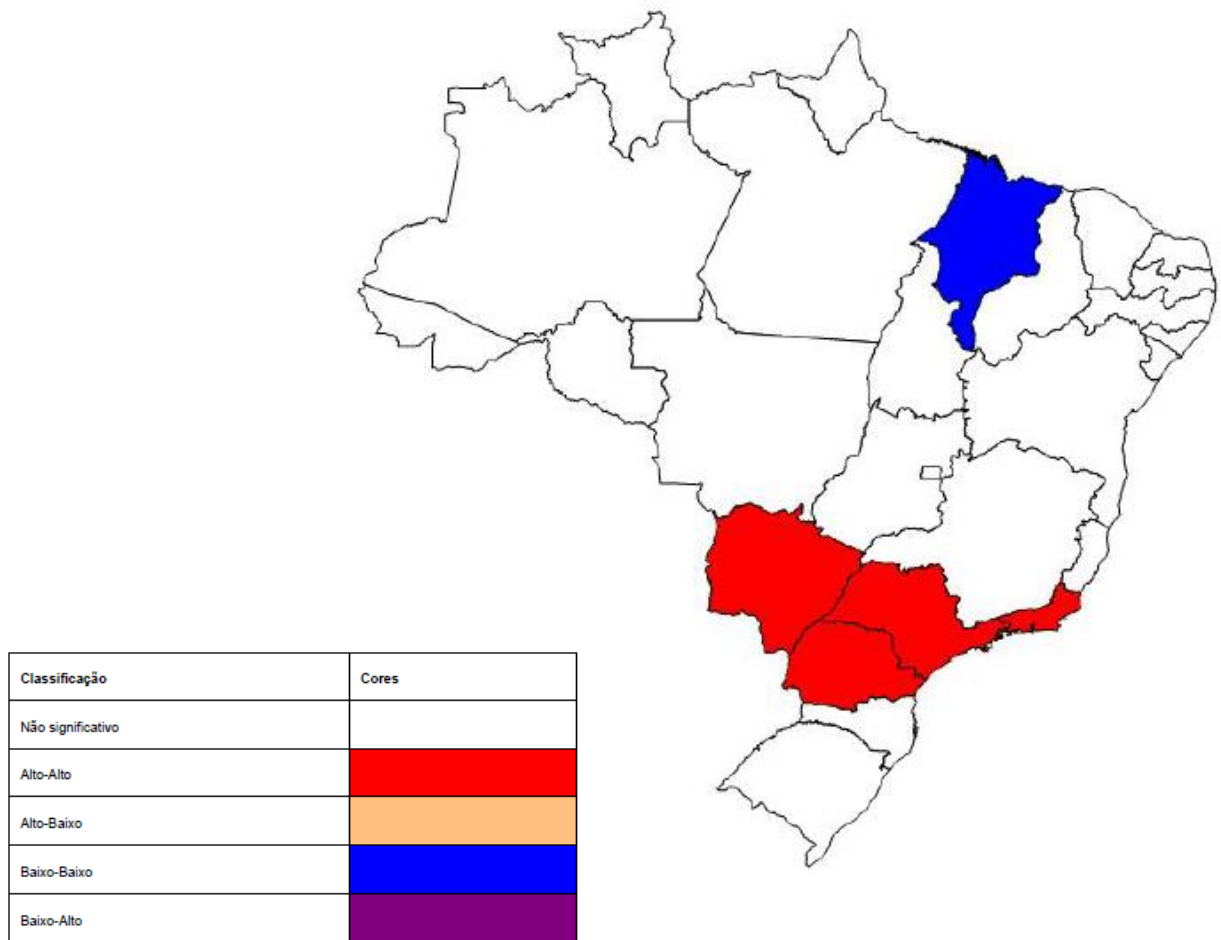 Classificação Cores
Não significativo
Alto-Alto
Alto-Baixo
Baixo-Baixo
Baixo-Alto